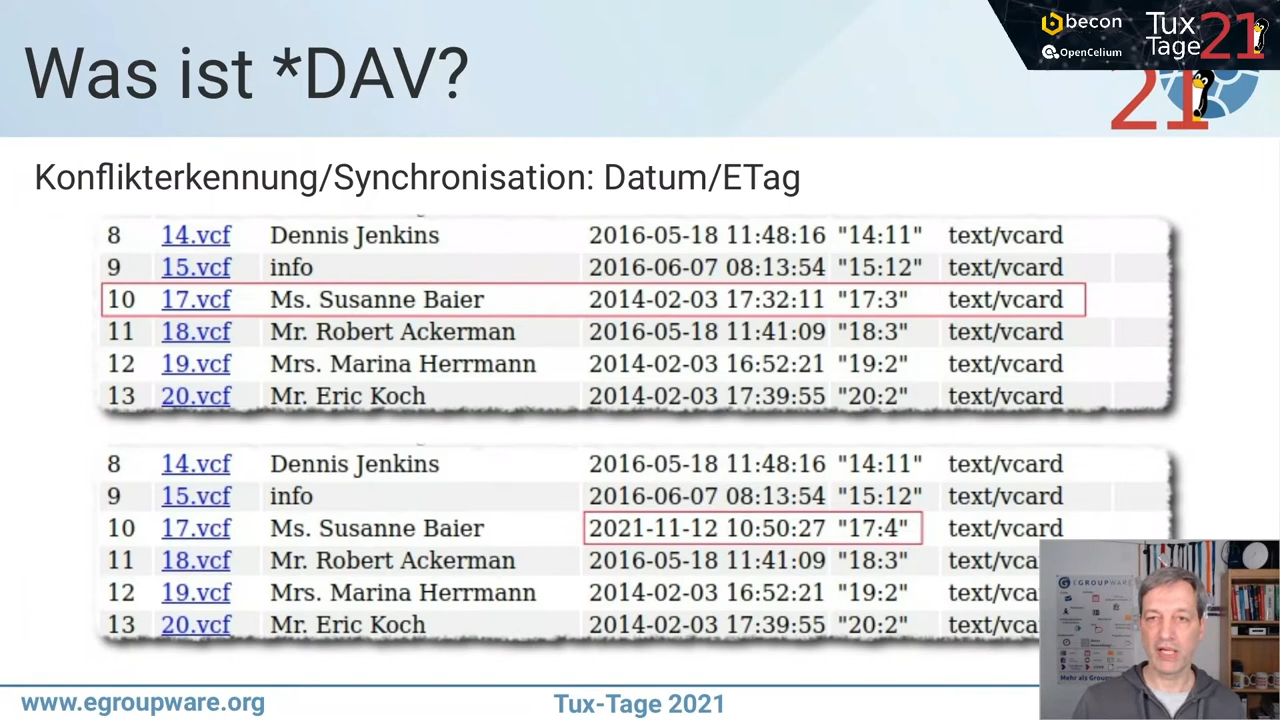 Was ist *DAV?
becon
OpenCelium
Tux
Tage 21
21
Konflikterkennung/Synchronisation: Datum/ETag
8 14.vcf Dennis Jenkins 2016-05-18 11:48:16 "14:11" text/vcard
9 15.vcf info 2016-06-07 08:13:54 "15:12" text/vcard
10 17.vcf Ms. Susanne Baier 2014-02-03 17:32:11 "17:3" text/vcard
11 18.vcf Mr. Robert Ackerman 2016-05-18 11:41:09 "18:3" text/vcard
12 19.vcf Mrs. Marina Herrmann 2014-02-03 16:52:21 "19:2" text/vcard
13 20.vcf Mr. Eric Koch 2014-02-03 17:39:55 "20:2" text/vcard
8 14.vcf Dennis Jenkins 2016-05-18 11:48:16 "14:11" text/vcard
9 15.vcf info 2016-06-07 08:13:54 "15:12" text/vcard
10 17.vcf Ms. Susanne Baier 2021-11-12 10:50:27 "17:4" text/vcard
11 18.vcf Mr. Robert Ackerman 2016-05-18 11:41:09 "18:3" text/vca
12 19.vcf Mrs. Marina Herrmann 2014-02-03 16:52:21 "19:2" text/vca
13 20.vcf Mr. Eric Koch 2014-02-03 17:39:55 "20:2" text/vca
EGROUPWARE
Mehr als Group
www.egroupware.org
Tux-Tage 2021